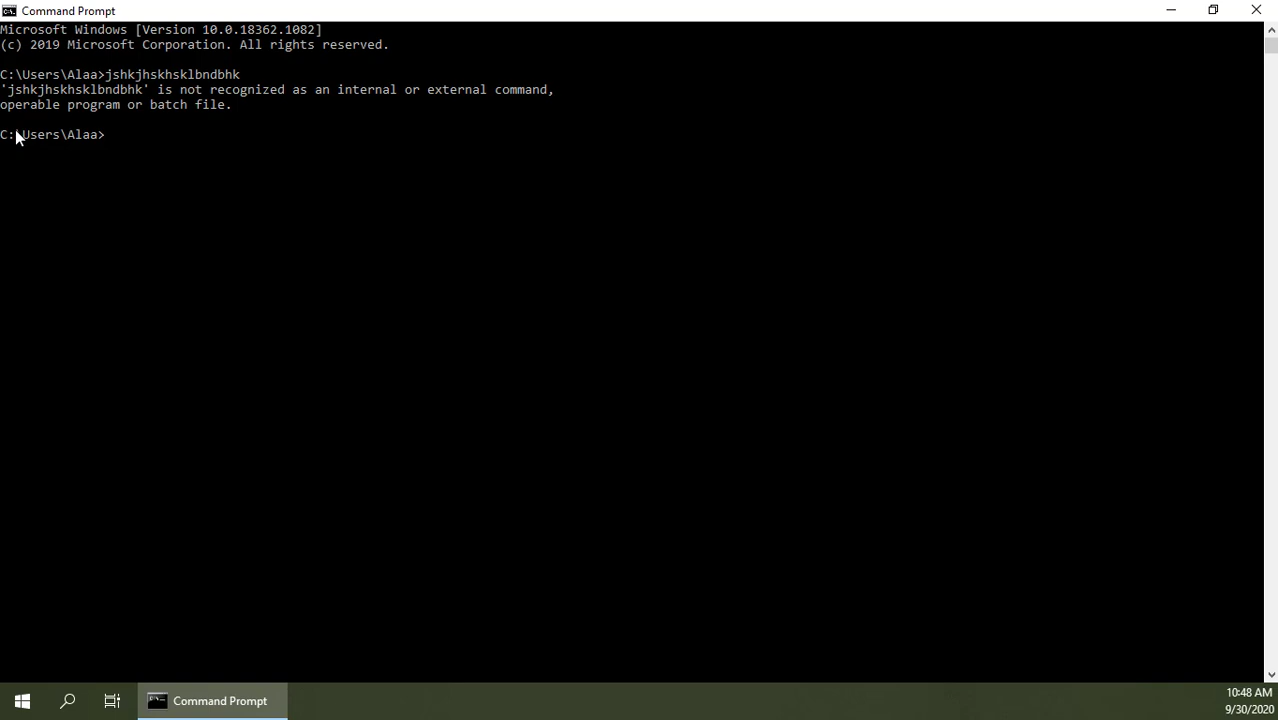 Command Prompt
Microsoft Windows [Version 10.0.18362.1082]
(c) 2019 Microsoft Corporation. All rights reserved.
C:\Users\Alaa>jshkjhskhsklbndbhk
'jshkjhskhsklbndbhk' is not recognized as an internal or external command,
operable program or batch file.
C:\Users\Alaa>
Command Prompt
10:48 AM
9/30/2020